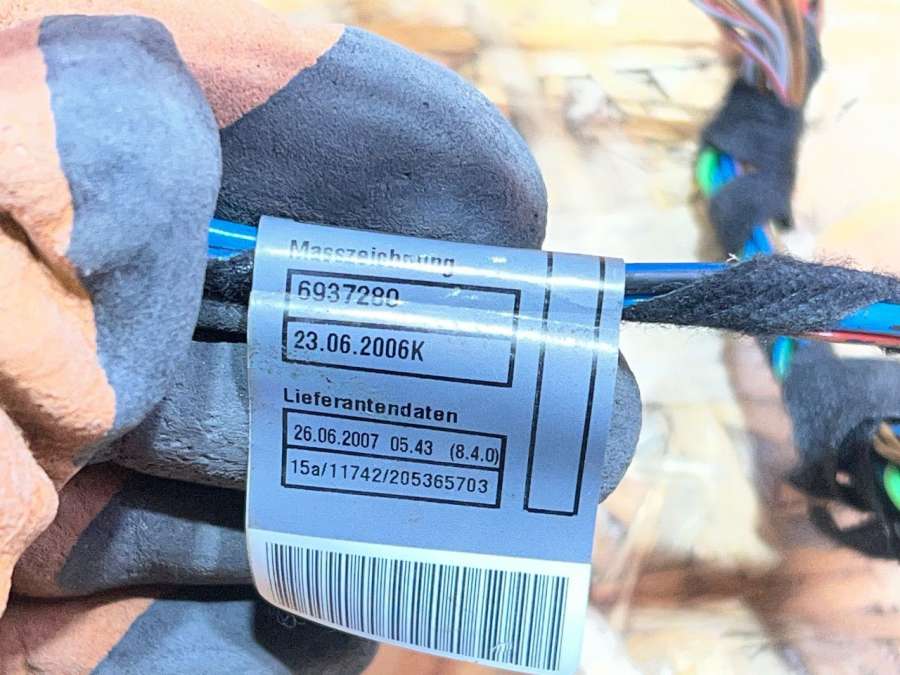 Masszeichnung
6937280
23.06.2006K
Lieferantendaten
26.06.2007 05.43 (8.4.0)
15a/11742/205365703